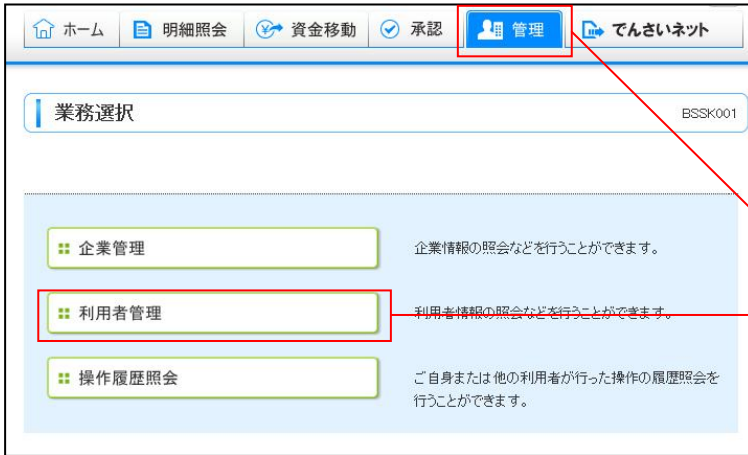 ホーム 明細照会 資金移動 承認 管理 でんさいネット
業務選択 BSSK001
企業管理 企業情報の照会などを行うことができます。
利用者管理 利用者情報の照会などを行うことができます。
操作履歴照会 ご自身または他の利用者が行った操作の履歴照会を
行うことができます。